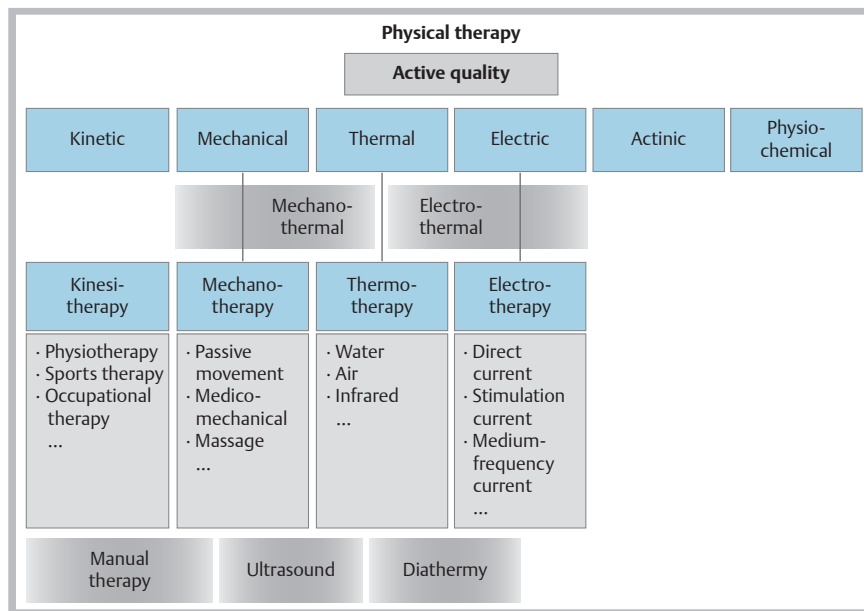 Physical therapy
Active quality
Kinetic
Mechanical
Thermal
Electric
Actinic
Physio-
chemical
Mechano-
thermal
Electro-
thermal
Kinesi-
therapy
Mechano-
therapy
Thermo-
therapy
Electro-
therapy
· Physiotherapy
· Sports therapy
· Occupational
therapy
...
· Passive
movement
· Medico-
mechanical
· Massage
...
· Water
· Air
· Infrared
...
· Direct
current
· Stimulation
current
· Medium-
frequency
current
...
Manual
therapy
Ultrasound
Diathermy